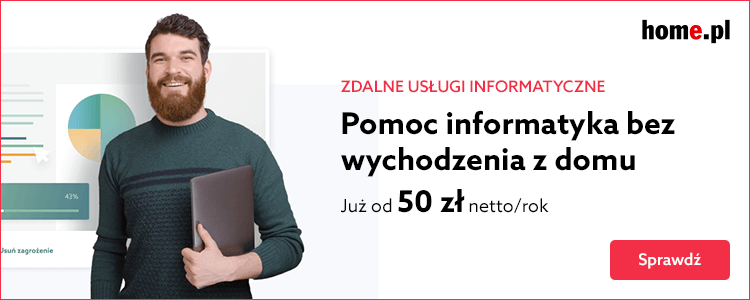 home.pl
ZDALNE USŁUGI INFORMATYCZNE
Pomoc informatyka bez
wychodzenia z domu
Już od 50 zł netto/rok
43%
Usuń zagrożenie
Sprawdź